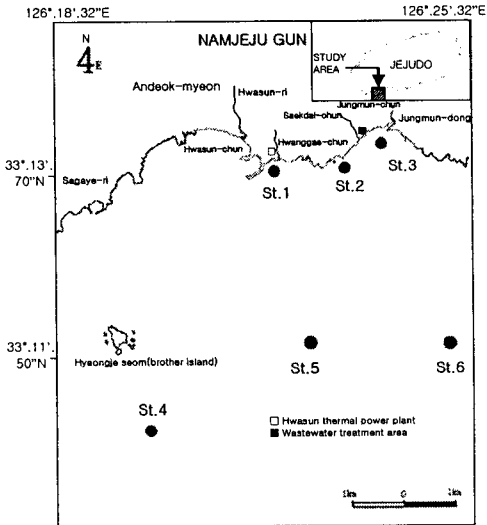 126°.18'.32"E
126°.25'.32"E
N
4
E
NAMJEJU GUN
STUDY
AREA
JEJUDO
Andeok-myeon
Hwasun-ri
Jungmun-chun
Saekdal-chun
Jungmun-dong
Hwasun-chun
Hwanggae-chun
33°.13'.
70"N
Sagaye-ri
St.1
St.2
St.3
33°.11'.
50"N
Hyeongje seom(brother island)
St.5
St.6
St.4
Hwasun thermal power plant
Wastewater treatment area
1km
0
1km